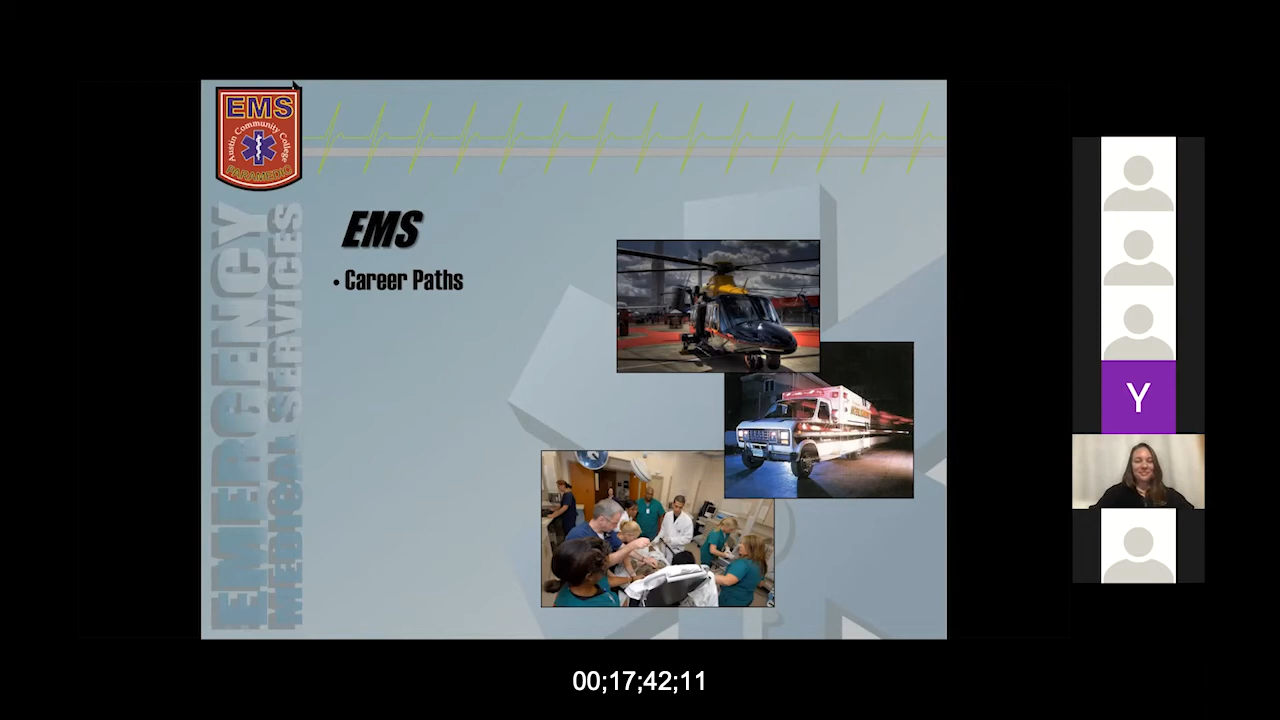 EMS
Austin Community College
PARAMEDIC
EMERGENCY
MEDICAL SERVICES
EMS
• Career Paths
Y
00;17;42;11